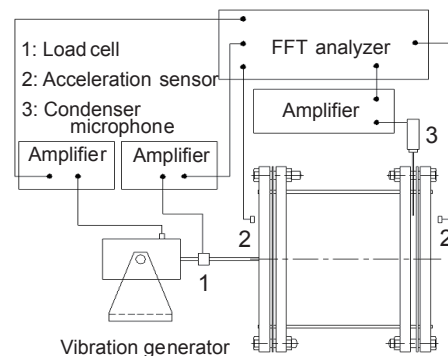 1: Load cell
2: Acceleration sensor
3: Condenser
microphone
FFT analyzer
Amplifier
Amplifier
Amplifier
3
2
2
1
Vibration generator